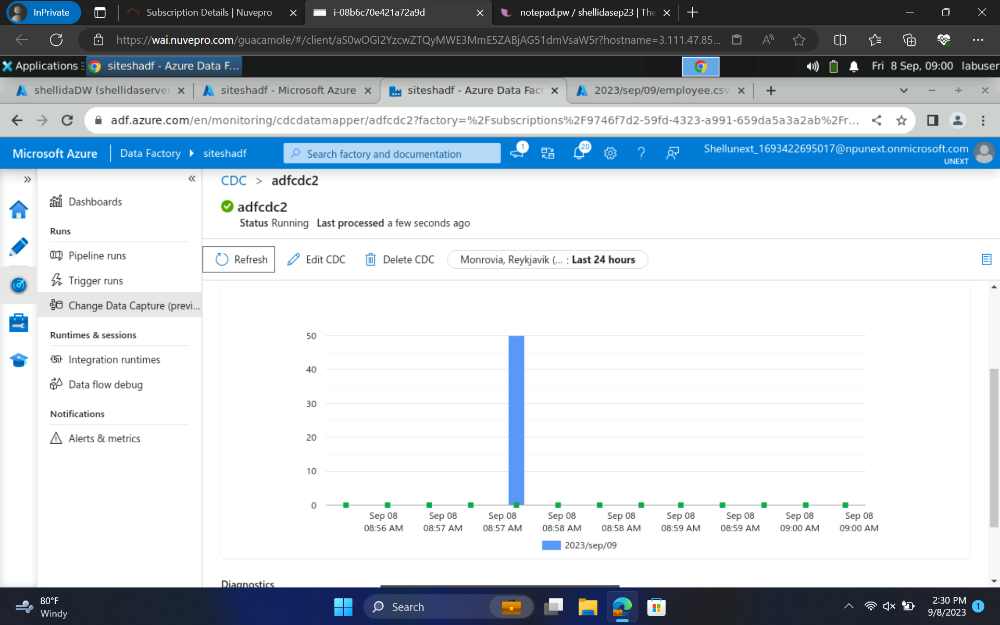 InPrivate
Subscription Details | Nuvepro
i-08b6c70e421a72a9d
notepad.pw / shellidasep23 | The
https://wai.nuvepro.com/guacamole/#/client/aS0wOGI2YzcwZTQyMWE3MmE5ZABjAG51dmVsaW5r?hostname=3.111.47.85...
Applications
siteshadf - Azure Data F...
Fri 8 Sep, 09:00 labuser
shellidaDW (shellidaserver
siteshadf - Microsoft Azure
siteshadf - Azure Data Fact
2023/sep/09/employee.csv
adf.azure.com/en/monitoring/cdcdatamapper/adfcdc2?factory=%2Fsubscriptions%2F9746f7d2-59fd-4323-a991-659da5a3a2ab%2Fr...
Microsoft Azure
Data Factory
siteshadf
Search factory and documentation
1
20
Shellunext_1693422695017@npunext.onmicrosoft.com
UNEXT
Dashboards
Runs
Pipeline runs
Trigger runs
Change Data Capture (previ...
Runtimes & sessions
Integration runtimes
Data flow debug
Notifications
Alerts & metrics
CDC > adfcdc2
adfcdc2
Status Running Last processed a few seconds ago
Refresh
Edit CDC
Delete CDC
Monrovia, Reykjavik (... : Last 24 hours
50
40
30
20
10
0
Sep 08 Sep 08 Sep 08 Sep 08 Sep 08 Sep 08 Sep 08 Sep 08 Sep 08
08:56 AM 08:57 AM 08:57 AM 08:58 AM 08:58 AM 08:59 AM 08:59 AM 09:00 AM 09:00 AM
2023/sep/09
Diagnostics
80°F
Windy
Search
2:30 PM
9/8/2023
1